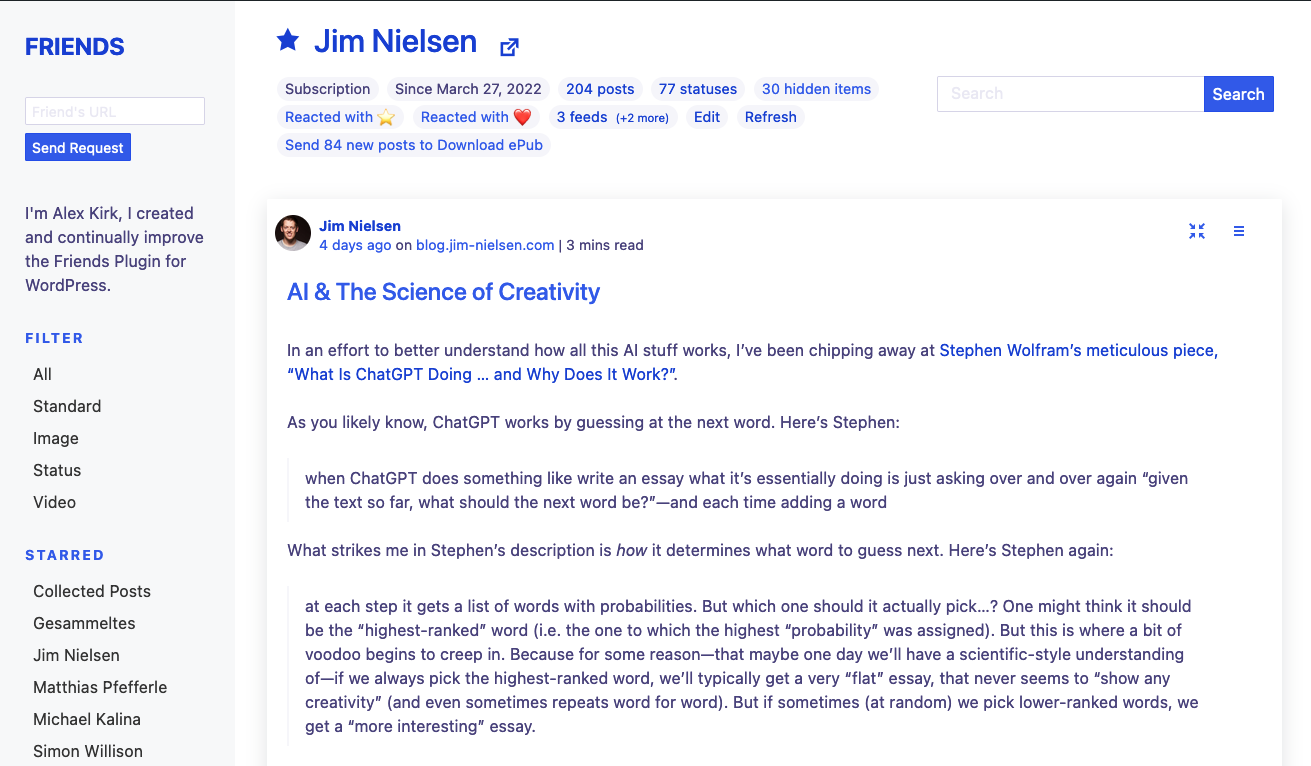 FRIENDS
Friend's URL
Send Request
I'm Alex Kirk, I created
and continually improve
the Friends Plugin for
WordPress.
FILTER
All
Standard
Image
Status
Video
STARRED
Collected Posts
Gesammeltes
Jim Nielsen
Matthias Pfefferle
Michael Kalina
Simon Willison
Jim Nielsen
Subscription Since March 27, 2022 204 posts 77 statuses 30 hidden items
Reacted with ⭐ Reacted with ❤️ 3 feeds (+2 more) Edit Refresh
Send 84 new posts to Download ePub
Search Search
Jim Nielsen
4 days ago on blog.jim-nielsen.com | 3 mins read
AI & The Science of Creativity
In an effort to better understand how all this AI stuff works, I’ve been chipping away at Stephen Wolfram’s meticulous piece,
“What Is ChatGPT Doing … and Why Does It Work?”.
As you likely know, ChatGPT works by guessing at the next word. Here’s Stephen:
when ChatGPT does something like write an essay what it’s essentially doing is just asking over and over again “given
the text so far, what should the next word be?”—and each time adding a word
What strikes me in Stephen’s description is how it determines what word to guess next. Here’s Stephen again:
at each step it gets a list of words with probabilities. But which one should it actually pick…? One might think it should
be the “highest-ranked” word (i.e. the one to which the highest “probability” was assigned). But this is where a bit of
voodoo begins to creep in. Because for some reason—that maybe one day we’ll have a scientific-style understanding
of—if we always pick the highest-ranked word, we’ll typically get a very “flat” essay, that never seems to “show any
creativity” (and even sometimes repeats word for word). But if sometimes (at random) we pick lower-ranked words, we
get a “more interesting” essay.